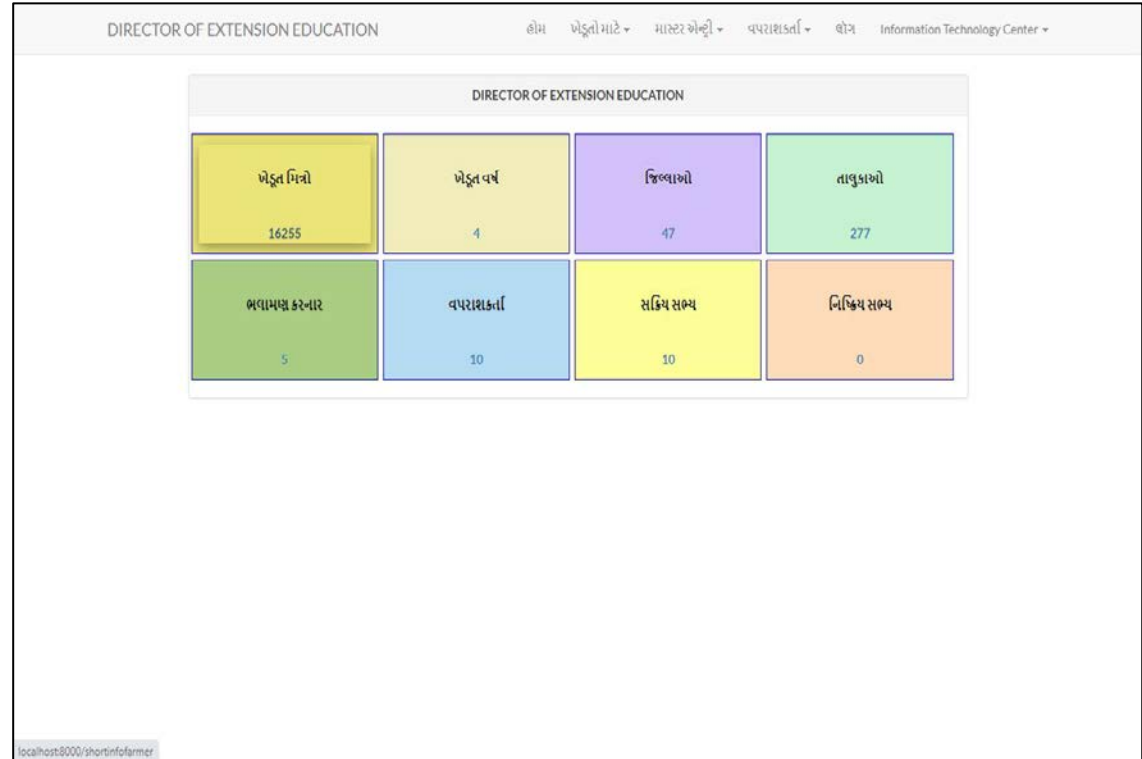 DIRECTOR OF EXTENSION EDUCATION હોમ ખેડૂતો માટે માસ્ટર એન્ટ્રી વપરાશકર્તા લોગ Information Technology Center
DIRECTOR OF EXTENSION EDUCATION
ખેડૂત મિત્રો ખેડૂત વર્ષ જિલ્લાઓ તાલુકાઓ
16255 4 47 277
ભલામણ કરનાર વપરાશકર્તા સક્રિય સભ્ય નિષ્ક્રિય સભ્ય
5 10 10 0
localhost:8000/shortinfofarmer